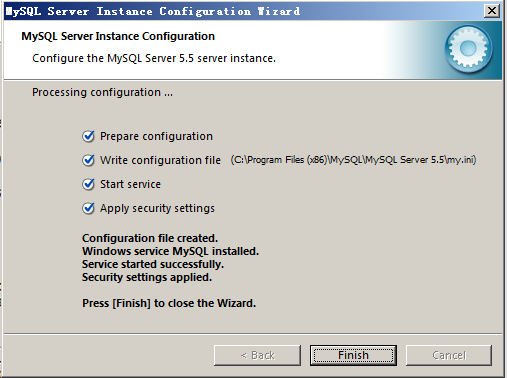 MySQL Server Instance Configuration Wizard
MySQL Server Instance Configuration
Configure the MySQL Server 5.5 server instance.
Processing configuration ...
Prepare configuration
Write configuration file (C:\Program Files (x86)\MySQL\MySQL Server 5.5\my.ini)
Start service
Apply security settings
Configuration file created.
Windows service MySQL installed.
Service started successfully.
Security settings applied.
Press [Finish] to close the Wizard.
< Back Finish Cancel